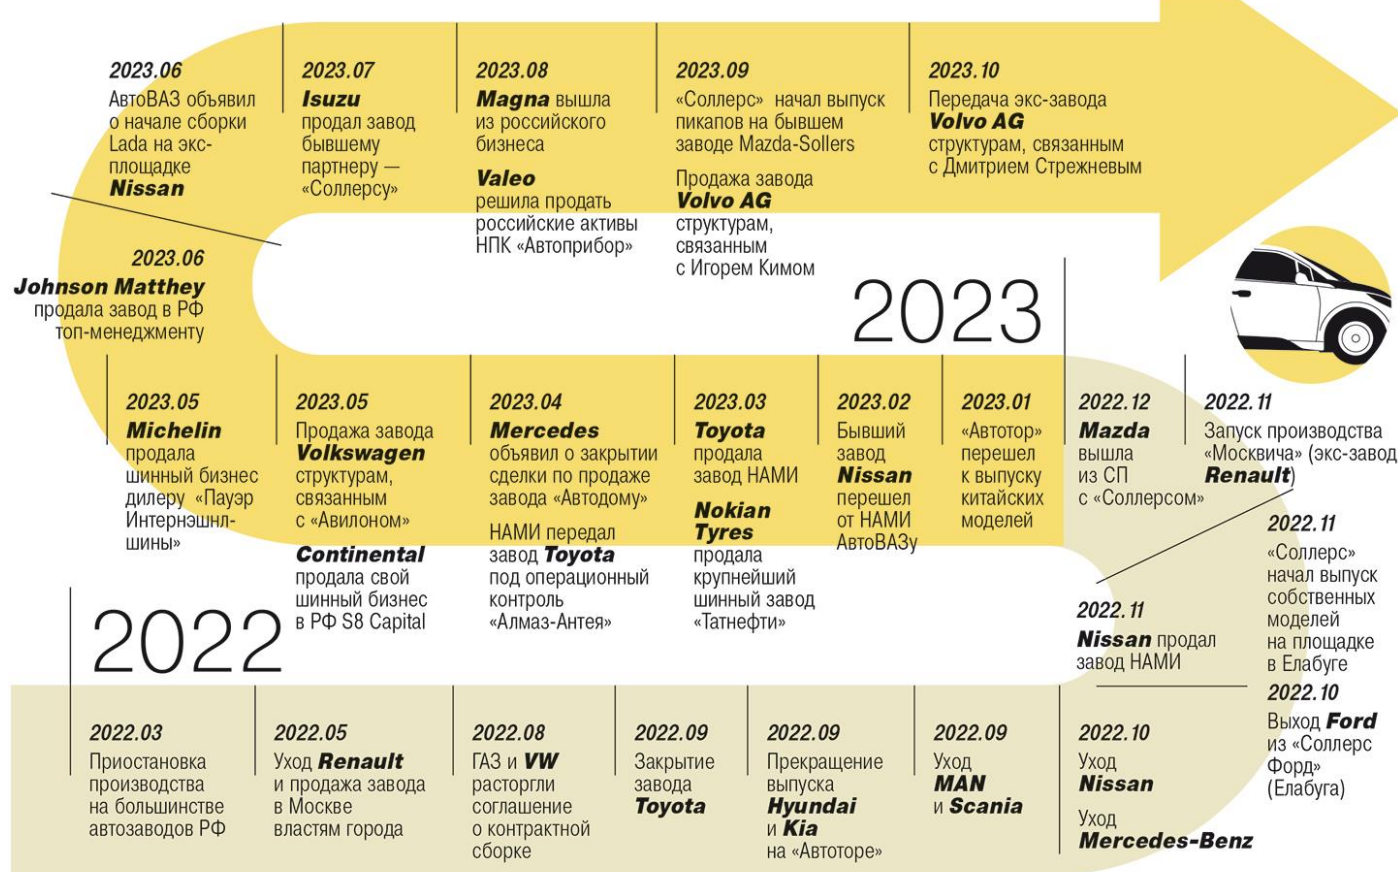 2022
2022.03
Приостановка
производства
на большинстве
автозаводов РФ
2022.05
Уход Renault
и продажа завода
в Москве
властям города
2022.08
ГАЗ и VW
расторгли
соглашение
о контрактной
сборке
2022.09
Закрытие
завода
Toyota
2022.09
Прекращение
выпуска
Hyundai
и Kia
на «Автоторе»
2022.09
Уход
MAN
и Scania
2022.10
Уход
Nissan
Уход
Mercedes-Benz
2022.10
Выход Ford
из «Соллерс
Форд»
(Елабуга)
2022.11
Nissan продал
завод НАМИ
2022.11
«Соллерс»
начал выпуск
собственных
моделей
на площадке
в Елабуге
2022.11
Запуск производства
«Москвича» (экс-завод
Renault)
2022.12
Mazda
вышла
из СП
с «Соллерсом»
2023
2023.01
«Автотор»
перешел
к выпуску
китайских
моделей
2023.02
Бывший
завод
Nissan
перешел
от НАМИ
АвтоВАЗу
2023.03
Toyota
продала
завод НАМИ
Nokian
Tyres
продала
крупнейший
шинный завод
«Татнефти»
2023.04
Mercedes
объявил о закрытии
сделки по продаже
завода «Автодому»
НАМИ передал
завод Toyota
под операционный
контроль
«Алмаз-Антея»
2023.05
Продажа завода
Volkswagen
структурам,
связанным
с «Авилоном»
Continental
продала свой
шинный бизнес
в РФ S8 Capital
2023.05
Michelin
продала
шинный бизнес
дилеру «Пауэр
Интернэшнл-
шины»
2023.06
Johnson Matthey
продала завод в РФ
топ-менеджменту
2023.06
АвтоВАЗ объявил
о начале сборки
Lada на экс-
площадке
Nissan
2023.07
Isuzu
продал завод
бывшему
партнеру —
«Соллерсу»
2023.08
Magna вышла
из российского
бизнеса
Valeo
решила продать
российские активы
НПК «Автоприбор»
2023.09
«Соллерс» начал выпуск
пикапов на бывшем
заводе Mazda-Sollers
Продажа завода
Volvo AG
структурам,
связанным
с Игорем Кимом
2023.10
Передача экс-завода
Volvo AG
структурам, связанным
с Дмитрием Стрежневым